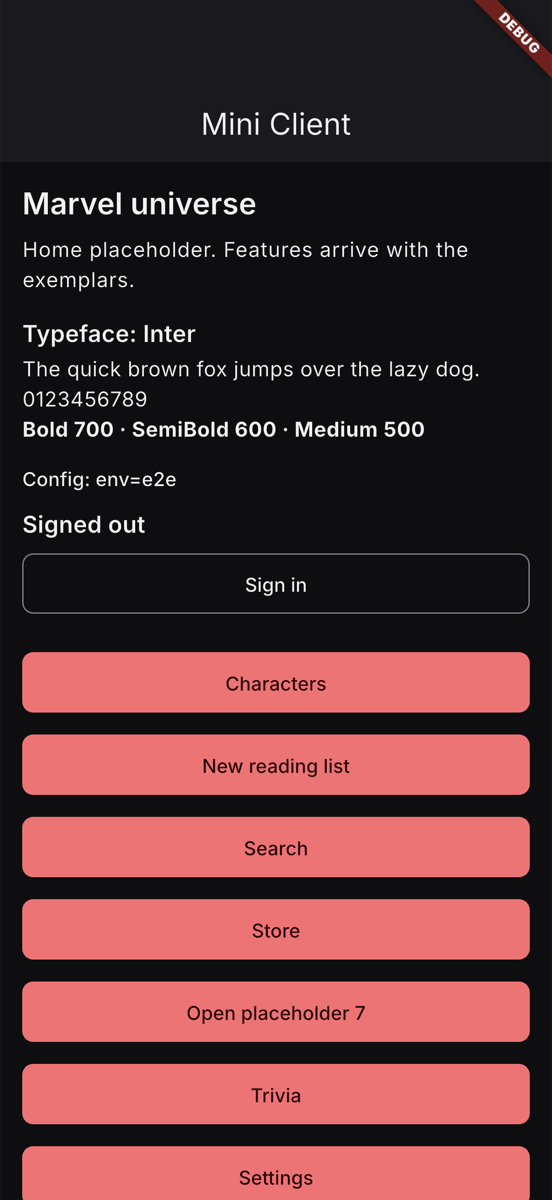 DEBUG
Mini Client
Marvel universe
Home placeholder. Features arrive with the
exemplars.
Typeface: Inter
The quick brown fox jumps over the lazy dog.
0123456789
Bold 700 · SemiBold 600 · Medium 500
Config: env=e2e
Signed out
Sign in
Characters
New reading list
Search
Store
Open placeholder 7
Trivia
Settings